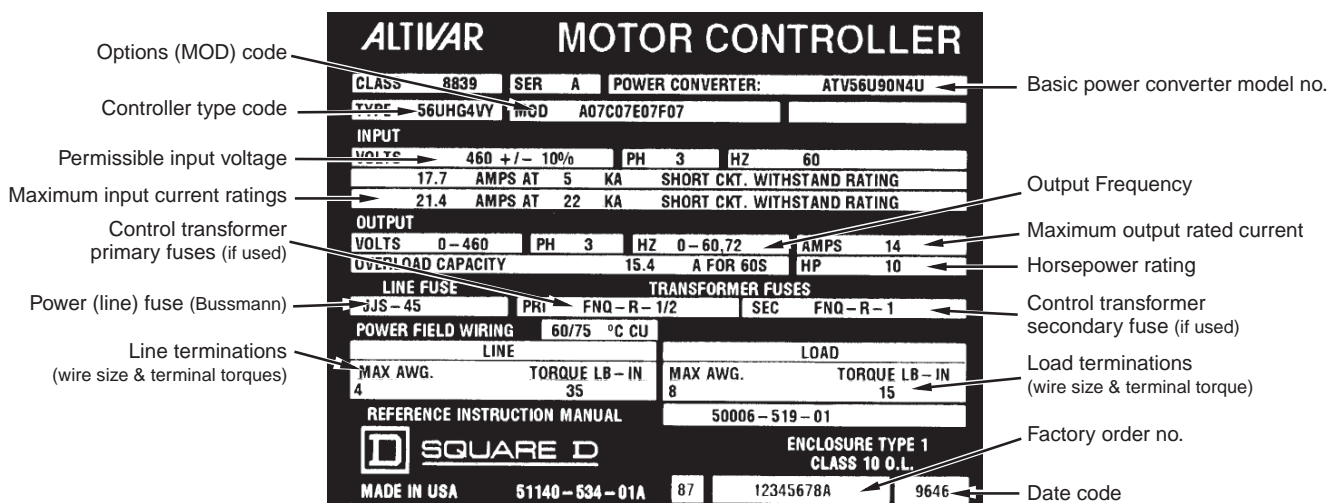 ALTIVAR MOTOR CONTROLLER
Options (MOD) code
CLASS 8839 SER A POWER CONVERTER: ATV56U90N4U
Basic power converter model no.
Controller type code
TYPE 56UHG4VY MOD A07C07E07F07
INPUT
Permissible input voltage
VOLTS 460 +/- 10% PH 3 HZ 60
17.7 AMPS AT 5 KA SHORT CKT. WITHSTAND RATING
Output Frequency
Maximum input current ratings
21.4 AMPS AT 22 KA SHORT CKT. WITHSTAND RATING
OUTPUT
Control transformer
primary fuses (if used)
Maximum output rated current
VOLTS 0-460 PH 3 HZ 0-60,72 AMPS 14
OVERLOAD CAPACITY 15.4 A FOR 60S HP 10
Horsepower rating
LINE FUSE TRANSFORMER FUSES
Power (line) fuse (Bussmann)
JJS-45 PRI FNQ-R-1/2 SEC FNQ-R-1
Control transformer
secondary fuse (if used)
POWER FIELD WIRING 60/75 °C CU
Line terminations
(wire size & terminal torques)
LINE LOAD
MAX AWG. TORQUE LB-IN MAX AWG. TORQUE LB-IN
4 35 8 15
Load terminations
(wire size & terminal torque)
REFERENCE INSTRUCTION MANUAL 50006-519-01
D SQUARE D
ENCLOSURE TYPE 1
CLASS 10 O.L.
Factory order no.
MADE IN USA 51140-534-01A 87 12345678A 9646
Date code